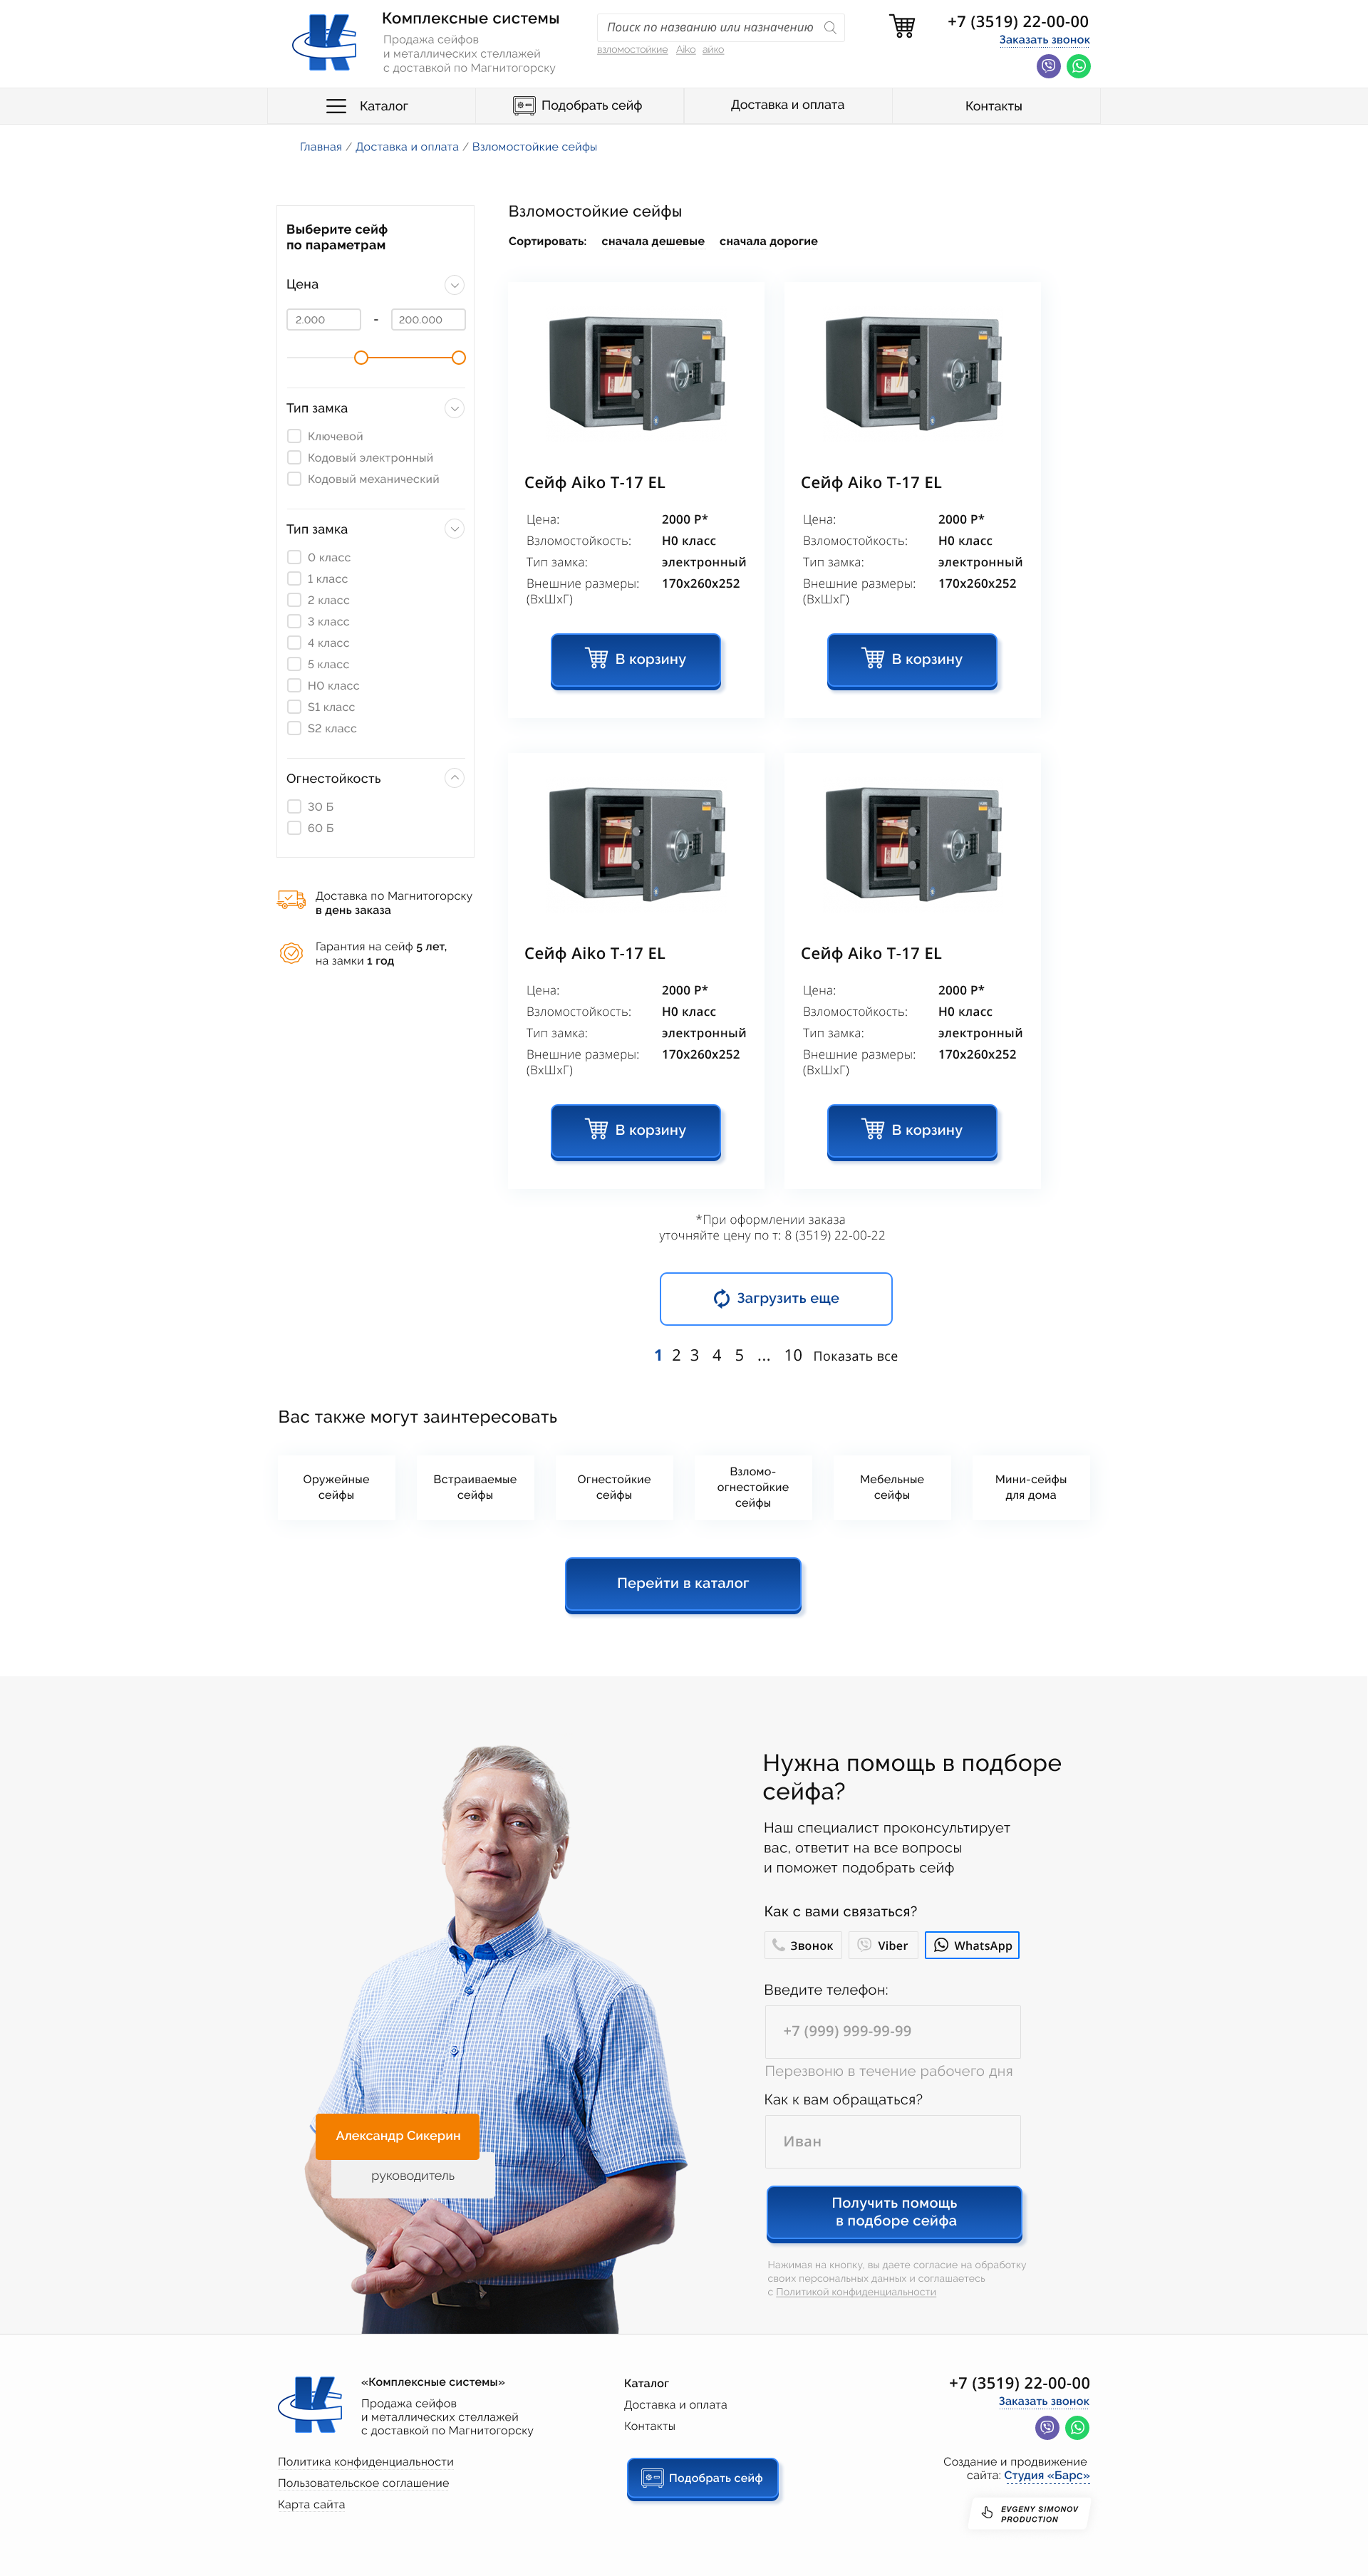 Комплексные системы
Продажа сейфов
и металлических стеллажей
с доставкой по Магнитогорску
Поиск по названию или назначению
взломостойкие Aiko айко
+7 (3519) 22-00-00
Заказать звонок
Каталог
Подобрать сейф
Доставка и оплата
Контакты
Главная / Доставка и оплата / Взломостойкие сейфы
Выберите сейф
по параметрам
Цена
2.000 - 200.000
Тип замка
Ключевой
Кодовый электронный
Кодовый механический
Тип замка
0 класс
1 класс
2 класс
3 класс
4 класс
5 класс
H0 класс
S1 класс
S2 класс
Огнестойкость
30 Б
60 Б
Доставка по Магнитогорску
в день заказа
Гарантия на сейф 5 лет,
на замки 1 год
Взломостойкие сейфы
Сортировать: сначала дешевые сначала дорогие
Сейф Aiko T-17 EL
Цена: 2000 Р*
Взломостойкость: H0 класс
Тип замка: электронный
Внешние размеры: 170x260x252
(ВхШхГ)
В корзину
Сейф Aiko T-17 EL
Цена: 2000 Р*
Взломостойкость: H0 класс
Тип замка: электронный
Внешние размеры: 170x260x252
(ВхШхГ)
В корзину
Сейф Aiko T-17 EL
Цена: 2000 Р*
Взломостойкость: H0 класс
Тип замка: электронный
Внешние размеры: 170x260x252
(ВхШхГ)
В корзину
Сейф Aiko T-17 EL
Цена: 2000 Р*
Взломостойкость: H0 класс
Тип замка: электронный
Внешние размеры: 170x260x252
(ВхШхГ)
В корзину
*При оформлении заказа
уточняйте цену по т: 8 (3519) 22-00-22
Загрузить еще
1 2 3 4 5 ... 10 Показать все
Вас также могут заинтересовать
Оружейные
сейфы
Встраиваемые
сейфы
Огнестойкие
сейфы
Взломо-
огнестойкие
сейфы
Мебельные
сейфы
Мини-сейфы
для дома
Перейти в каталог
Нужна помощь в подборе
сейфа?
Наш специалист проконсультирует
вас, ответит на все вопросы
и поможет подобрать сейф
Как с вами связаться?
Звонок
Viber
WhatsApp
Введите телефон:
+7 (999) 999-99-99
Перезвоню в течение рабочего дня
Как к вам обращаться?
Иван
Получить помощь
в подборе сейфа
Нажимая на кнопку, вы даете согласие на обработку
своих персональных данных и соглашаетесь
с Политикой конфиденциальности
Александр Сикерин
руководитель
«Комплексные системы»
Продажа сейфов
и металлических стеллажей
с доставкой по Магнитогорску
Политика конфиденциальности
Пользовательское соглашение
Карта сайта
Каталог
Доставка и оплата
Контакты
Подобрать сейф
+7 (3519) 22-00-00
Заказать звонок
Создание и продвижение
сайта: Студия «Барс»
EVGENY SIMONOV
PRODUCTION